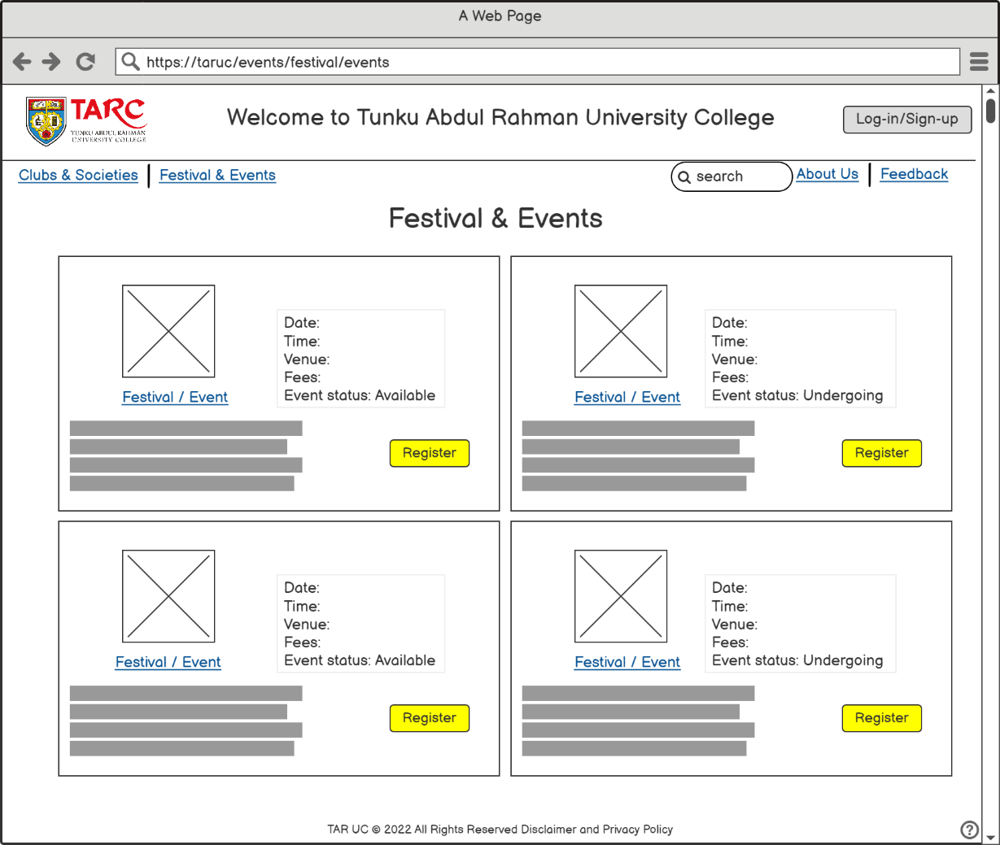 A Web Page
https://taruc/events/festival/events
TARC
TUNKU ABDUL RAHMAN
UNIVERSITY COLLEGE
Welcome to Tunku Abdul Rahman University College
Log-in/Sign-up
Clubs & Societies
Festival & Events
search
About Us
Feedback
Festival & Events
Date:
Time:
Venue:
Fees:
Event status: Available
Festival / Event
Register
Date:
Time:
Venue:
Fees:
Event status: Undergoing
Festival / Event
Register
Date:
Time:
Venue:
Fees:
Event status: Available
Festival / Event
Register
Date:
Time:
Venue:
Fees:
Event status: Undergoing
Festival / Event
Register
TAR UC © 2022 All Rights Reserved Disclaimer and Privacy Policy
?